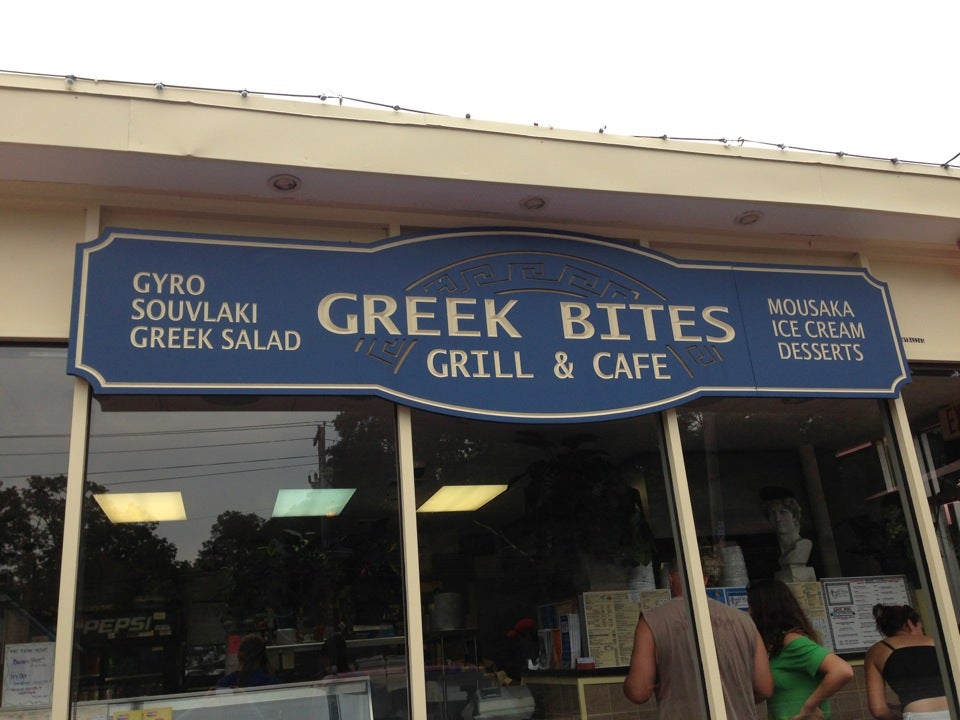 GYRO
SOUVLAKI
GREEK SALAD
GREEK BITES
GRILL & CAFE
MOUSAKA
ICE CREAM
DESSERTS
PEPSI